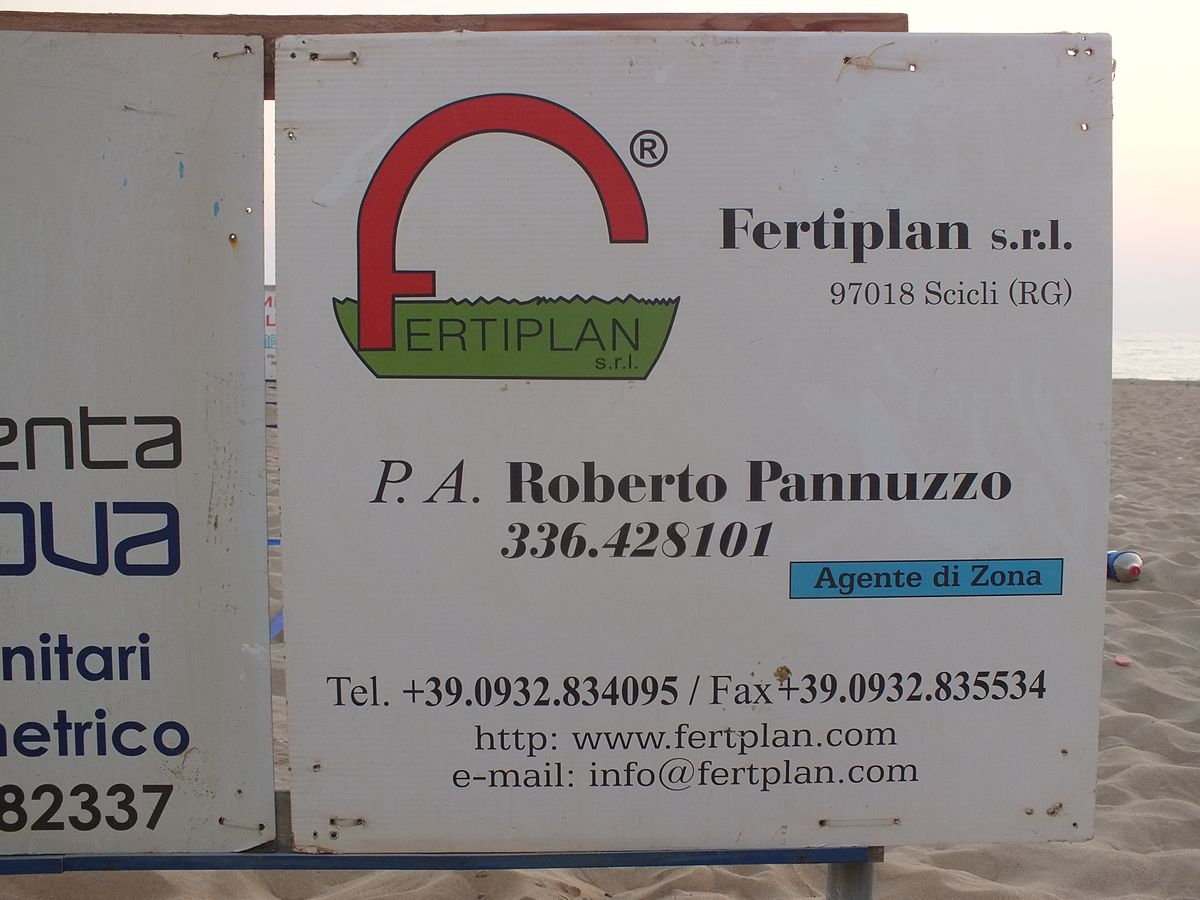 enta
ova
nitari
metrico
82337
®
FERTIPLAN
s.r.l.
Fertiplan s.r.l.
97018 Scicli (RG)
P. A. Roberto Pannuzzo
336.428101
Agente di Zona
Tel. +39.0932.834095 / Fax +39.0932.835534
http: www.fertplan.com
e-mail: info@fertplan.com